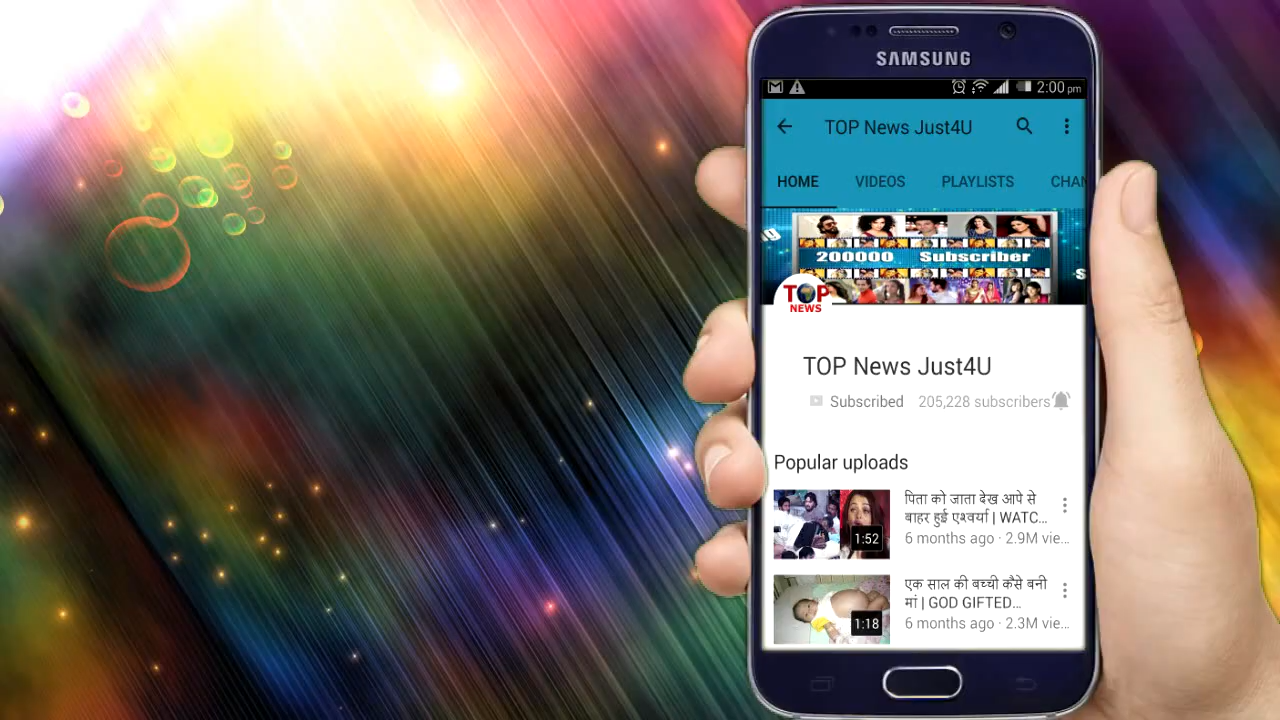 SAMSUNG
2:00 pm
TOP News Just4U
HOME VIDEOS PLAYLISTS CHAN
200000 Subscriber
TOP
NEWS
TOP News Just4U
Subscribed 205,228 subscribers
Popular uploads
पिता को जाता देख आपे से
बाहर हुई एश्वर्या | WATC...
6 months ago · 2.9M vie...
1:52
एक साल की बच्ची कैसे बनी
मां | GOD GIFTED...
6 months ago · 2.3M vie...
1:18